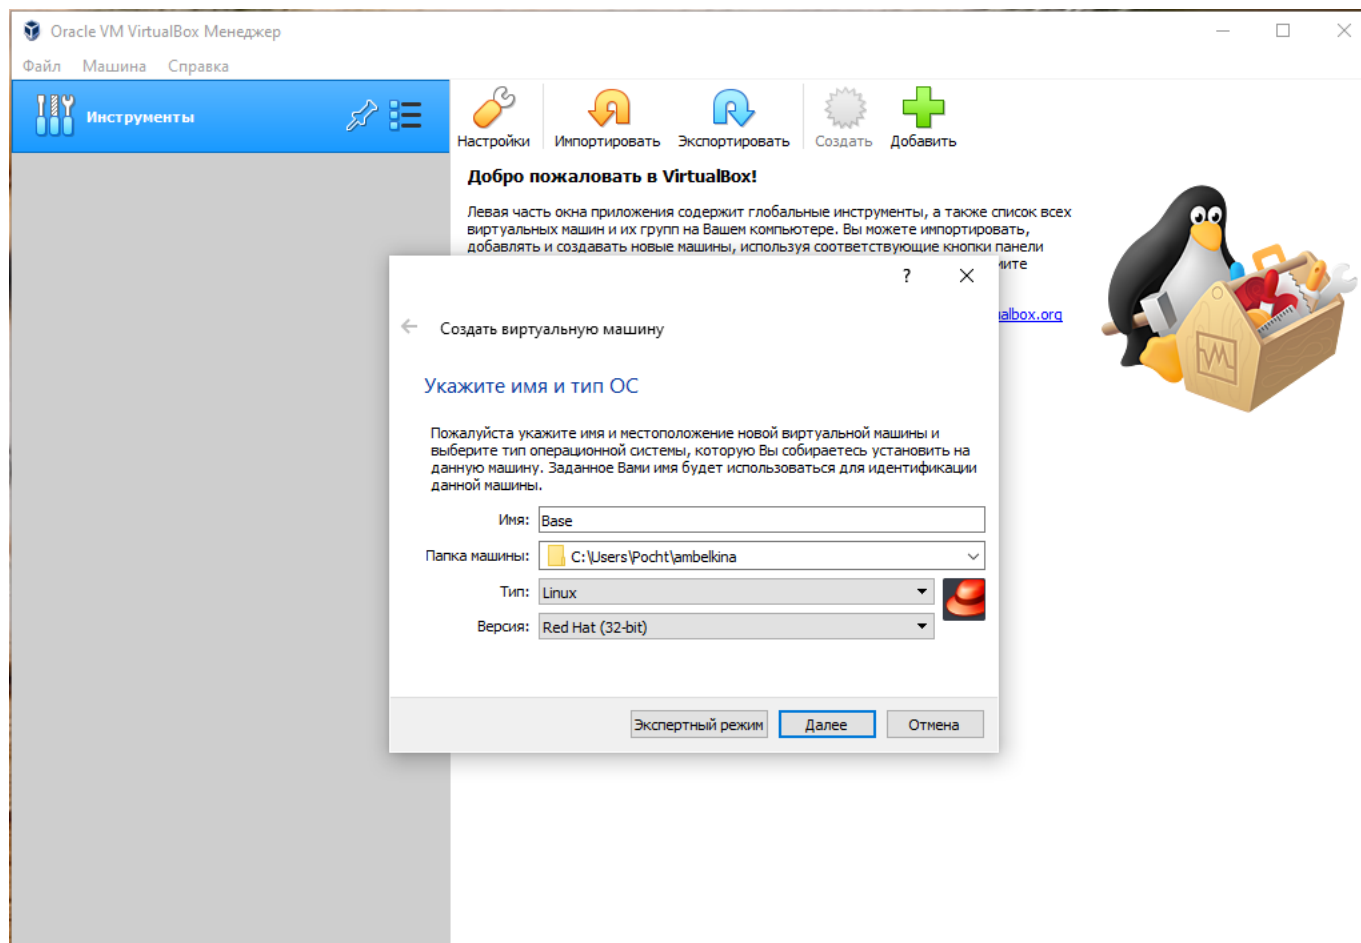 Oracle VM VirtualBox Менеджер
Файл Машина Справка
Инструменты
Настройки Импортировать Экспортировать Создать Добавить
Добро пожаловать в VirtualBox!
Левая часть окна приложения содержит глобальные инструменты, а также список всех
виртуальных машин и их групп на Вашем компьютере. Вы можете импортировать,
добавлять и создавать новые машины, используя соответствующие кнопки панели
?
Создать виртуальную машину
Укажите имя и тип ОС
Пожалуйста укажите имя и местоположение новой виртуальной машины и
выберите тип операционной системы, которую Вы собираетесь установить на
данную машину. Заданное Вами имя будет использоваться для идентификации
данной машины.
Имя: Base
Папка машины: C:\Users\Pocht\ambelkina
Тип: Linux
Версия: Red Hat (32-bit)
Экспертный режим Далее Отмена